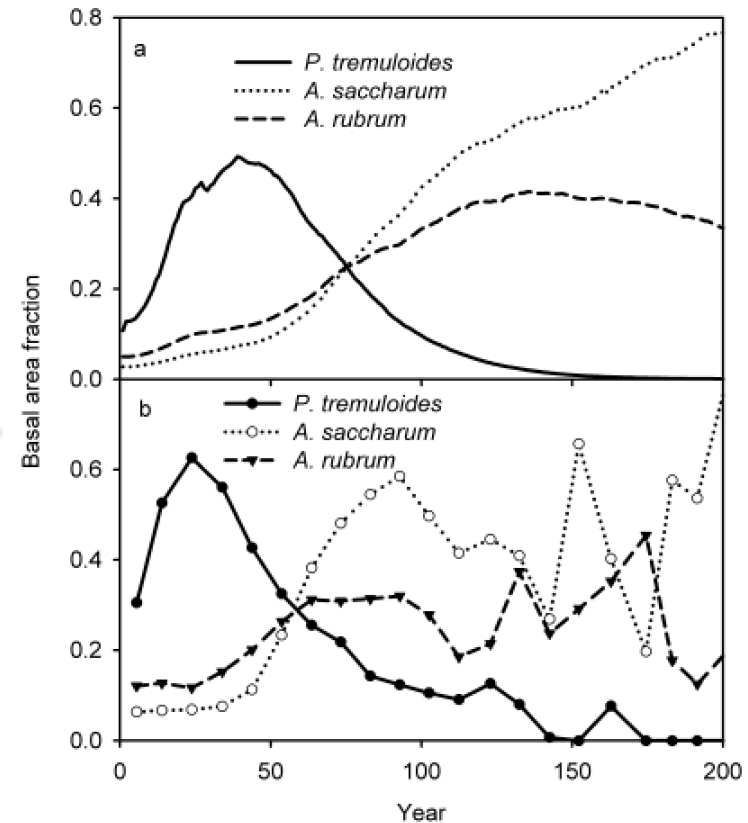 0.8
a
P. tremuloides
A. saccharum
A. rubrum
0.6
0.4
0.2
0.0
Basal area fraction
b
P. tremuloides
A. saccharum
A. rubrum
0.6
0.4
0.2
0.0
0 50 100 150 200
Year